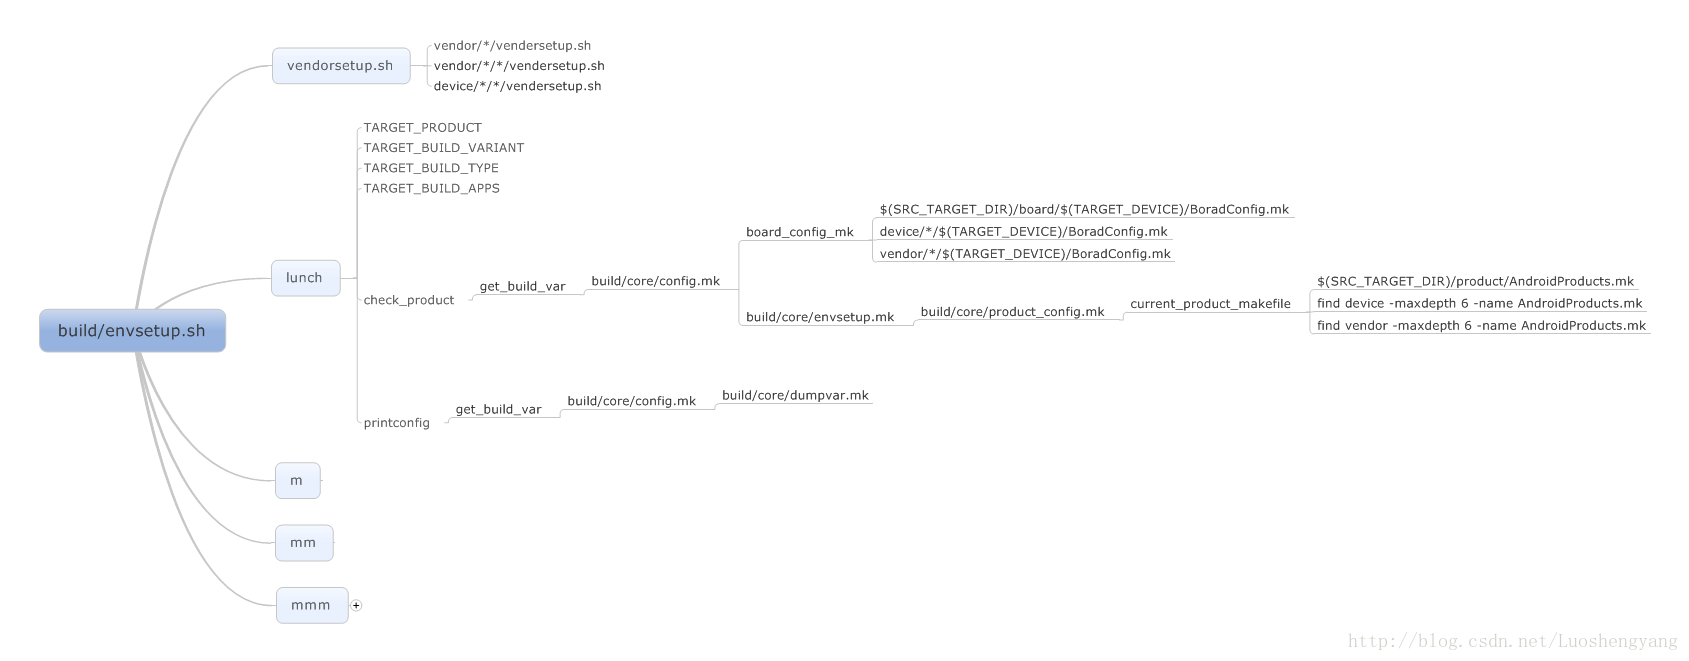 vendor/*/vendersetup.sh
vendorsetup.sh
vendor/*/*/vendersetup.sh
device/*/*/vendersetup.sh
TARGET_PRODUCT
TARGET_BUILD_VARIANT
TARGET_BUILD_TYPE
TARGET_BUILD_APPS
$(SRC_TARGET_DIR)/board/$(TARGET_DEVICE)/BoradConfig.mk
board_config_mk
device/*/$(TARGET_DEVICE)/BoradConfig.mk
vendor/*/$(TARGET_DEVICE)/BoradConfig.mk
lunch
check_product
get_build_var
build/core/config.mk
build/core/envsetup.mk
build/core/product_config.mk
current_product_makefile
$(SRC_TARGET_DIR)/product/AndroidProducts.mk
find device -maxdepth 6 -name AndroidProducts.mk
find vendor -maxdepth 6 -name AndroidProducts.mk
build/envsetup.sh
printconfig
get_build_var
build/core/config.mk
build/core/dumpvar.mk
m
mm
mmm
http://blog.csdn.net/Luoshengyang